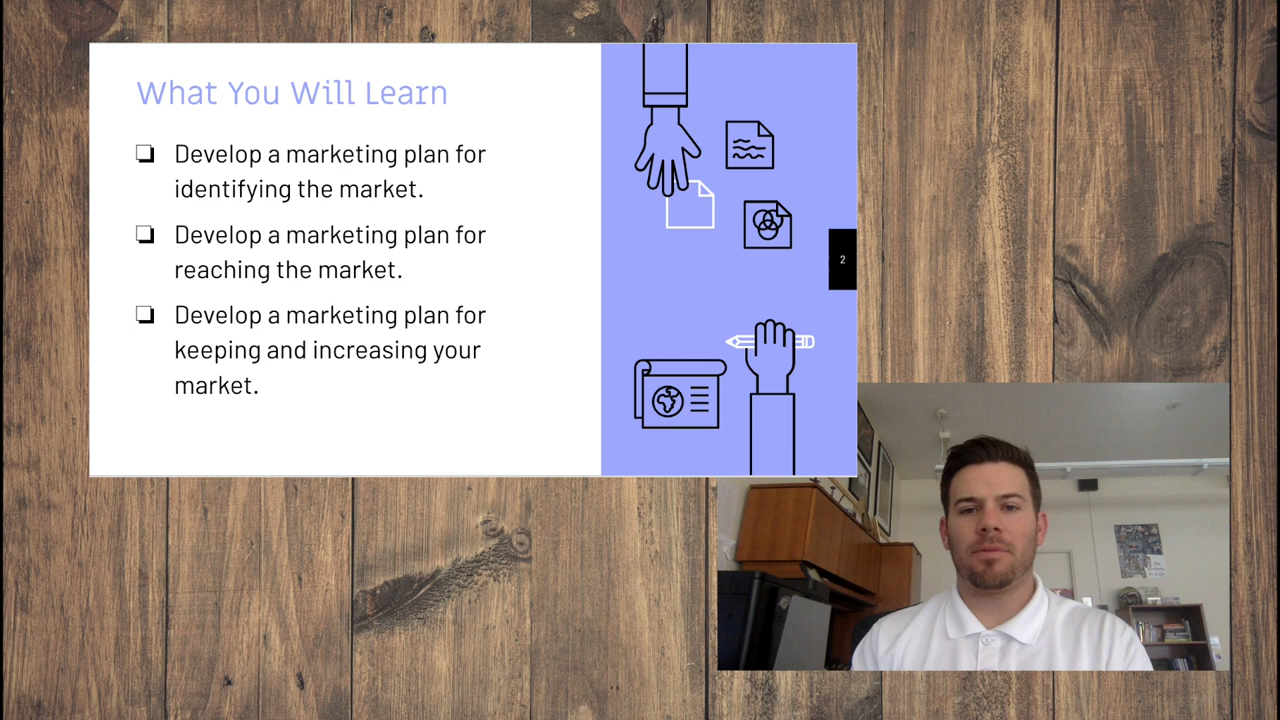 What You Will Learn
Develop a marketing plan for
identifying the market.
Develop a marketing plan for
reaching the market.
Develop a marketing plan for
keeping and increasing your
market.
2